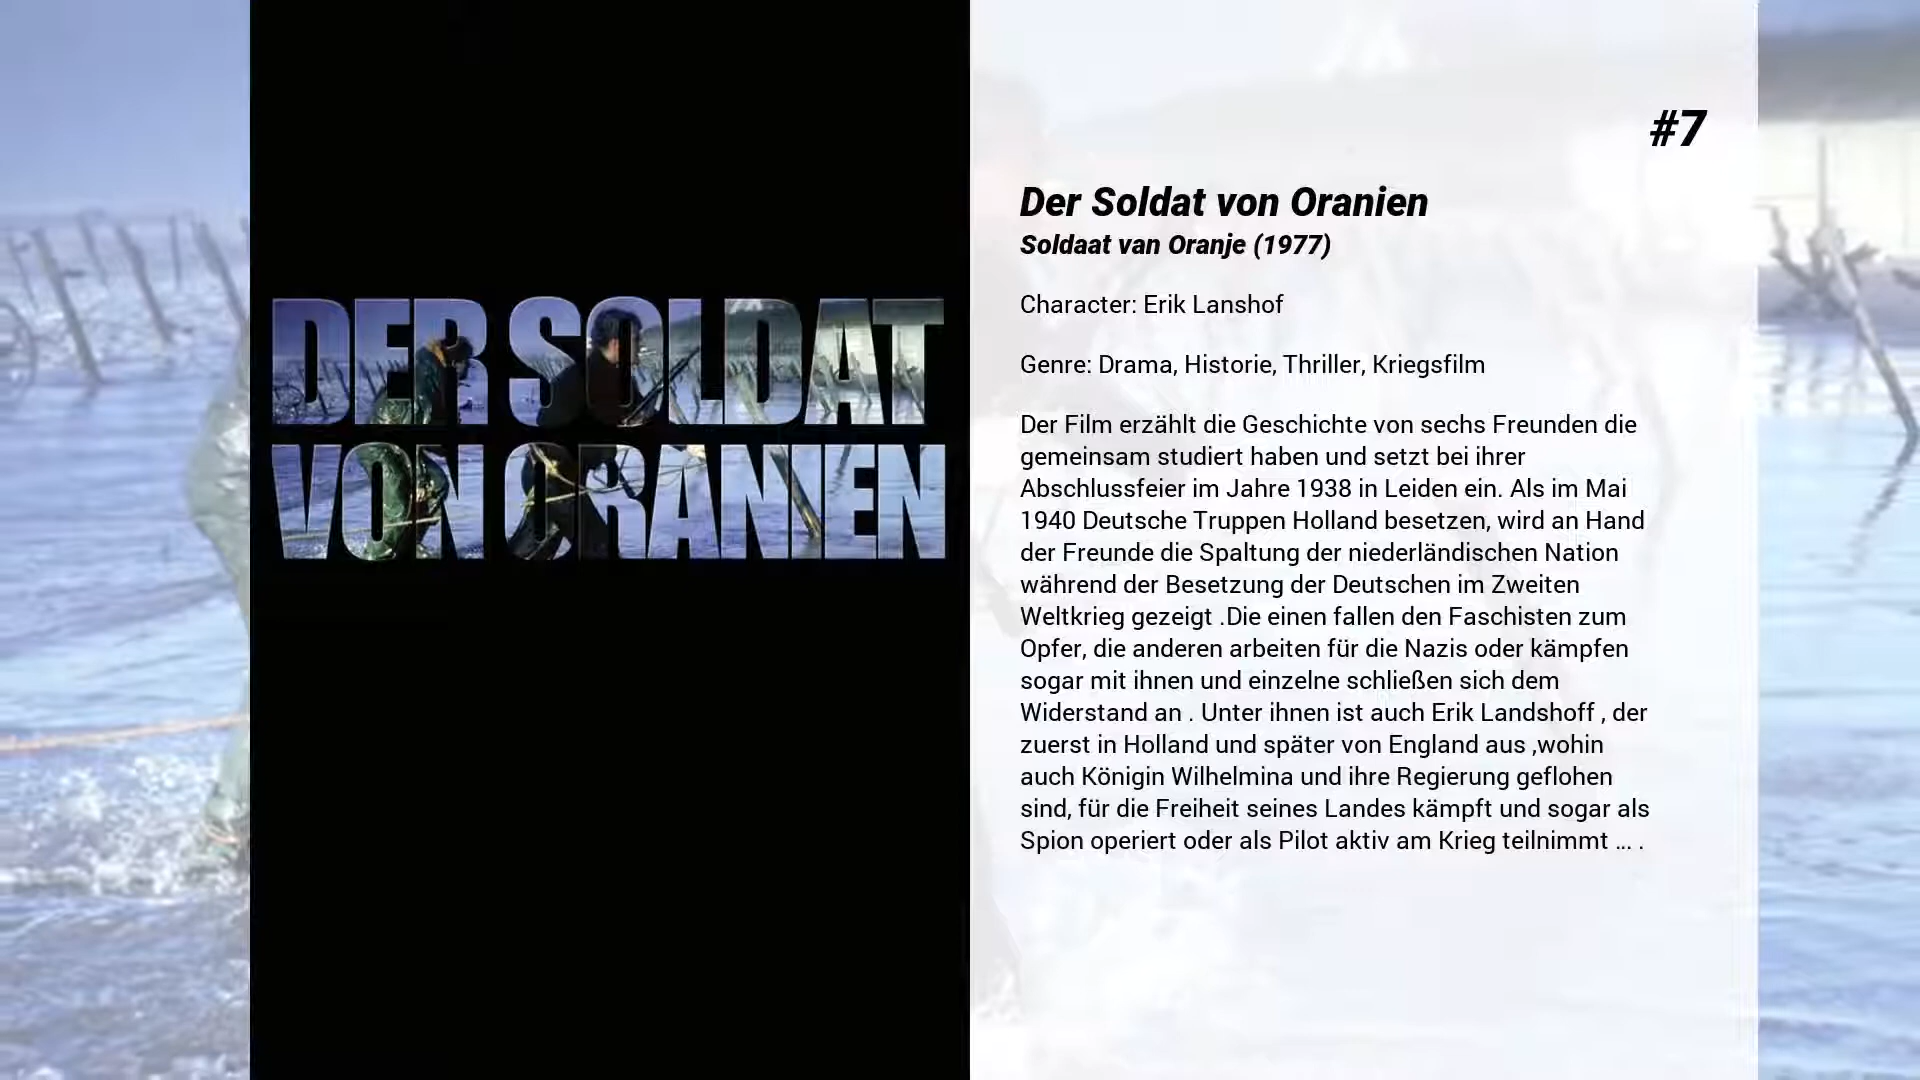 DER SOLDAT
VON ORANIEN
#7
Der Soldat von Oranien
Soldaat van Oranje (1977)
Character: Erik Lanshof
Genre: Drama, Historie, Thriller, Kriegsfilm
Der Film erzählt die Geschichte von sechs Freunden die
gemeinsam studiert haben und setzt bei ihrer
Abschlussfeier im Jahre 1938 in Leiden ein. Als im Mai
1940 Deutsche Truppen Holland besetzen, wird an Hand
der Freunde die Spaltung der niederländischen Nation
während der Besetzung der Deutschen im Zweiten
Weltkrieg gezeigt .Die einen fallen den Faschisten zum
Opfer, die anderen arbeiten für die Nazis oder kämpfen
sogar mit ihnen und einzelne schließen sich dem
Widerstand an . Unter ihnen ist auch Erik Landshoff , der
zuerst in Holland und später von England aus ,wohin
auch Königin Wilhelmina und ihre Regierung geflohen
sind, für die Freiheit seines Landes kämpft und sogar als
Spion operiert oder als Pilot aktiv am Krieg teilnimmt ... .